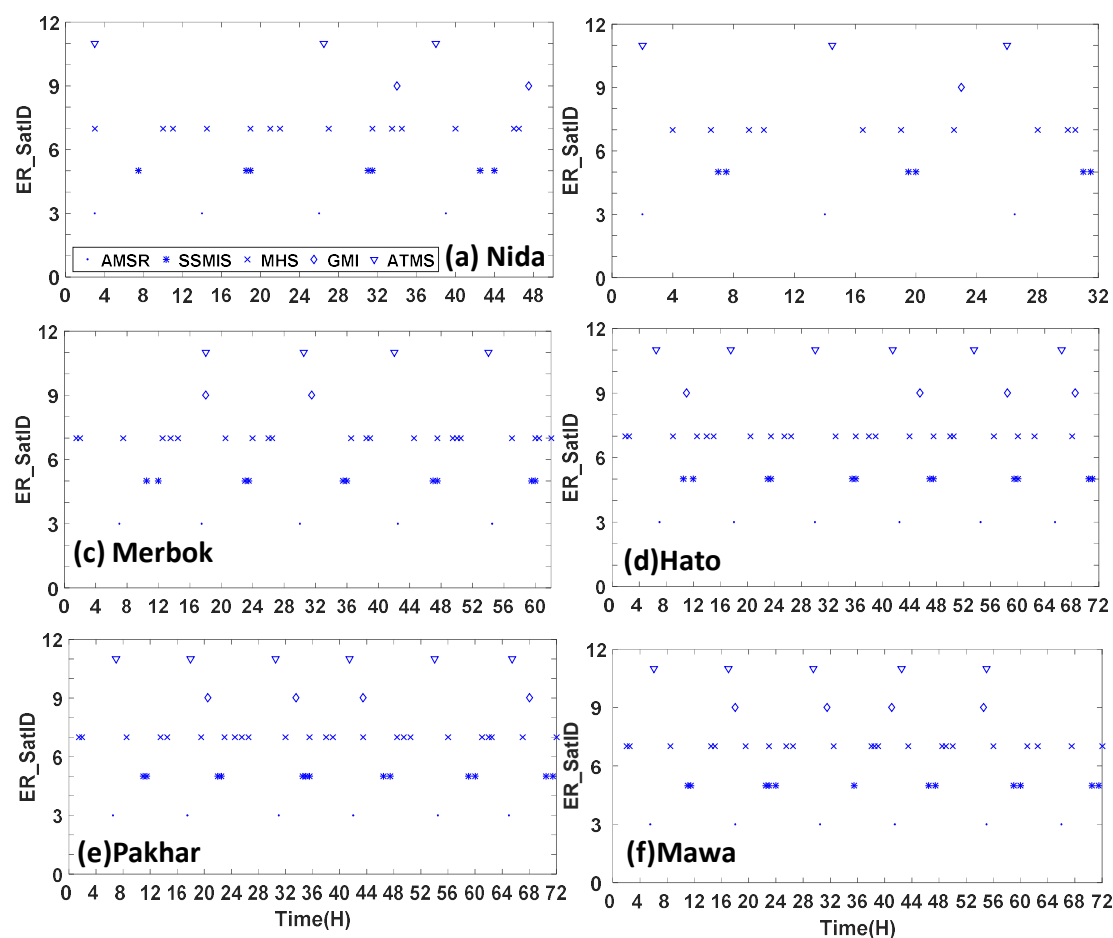 12
9
6
3
0
ER_SatID
AMSR SSMIS MHS GMI ATMS
(a) Nida
0 4 8 12 16 20 24 28 32 36 40 44 48
12
9
6
3
0
ER_SatID
0 4 8 12 16 20 24 28 32
12
9
6
3
0
ER_SatID
(c) Merbok
0 4 8 12 16 20 24 28 32 36 40 44 48 52 56 60
12
9
6
3
0
ER_SatID
(d)Hato
0 4 8 12 16 20 24 28 32 36 40 44 48 52 56 60 64 68 72
12
9
6
3
0
ER_SatID
(e)Pakhar
0 4 8 12 16 20 24 28 32 36 40 44 48 52 56 60 64 68 72
Time(H)
12
9
6
3
0
ER_SatID
(f)Mawa
0 4 8 12 16 20 24 28 32 36 40 44 48 52 56 60 64 68 72
Time(H)